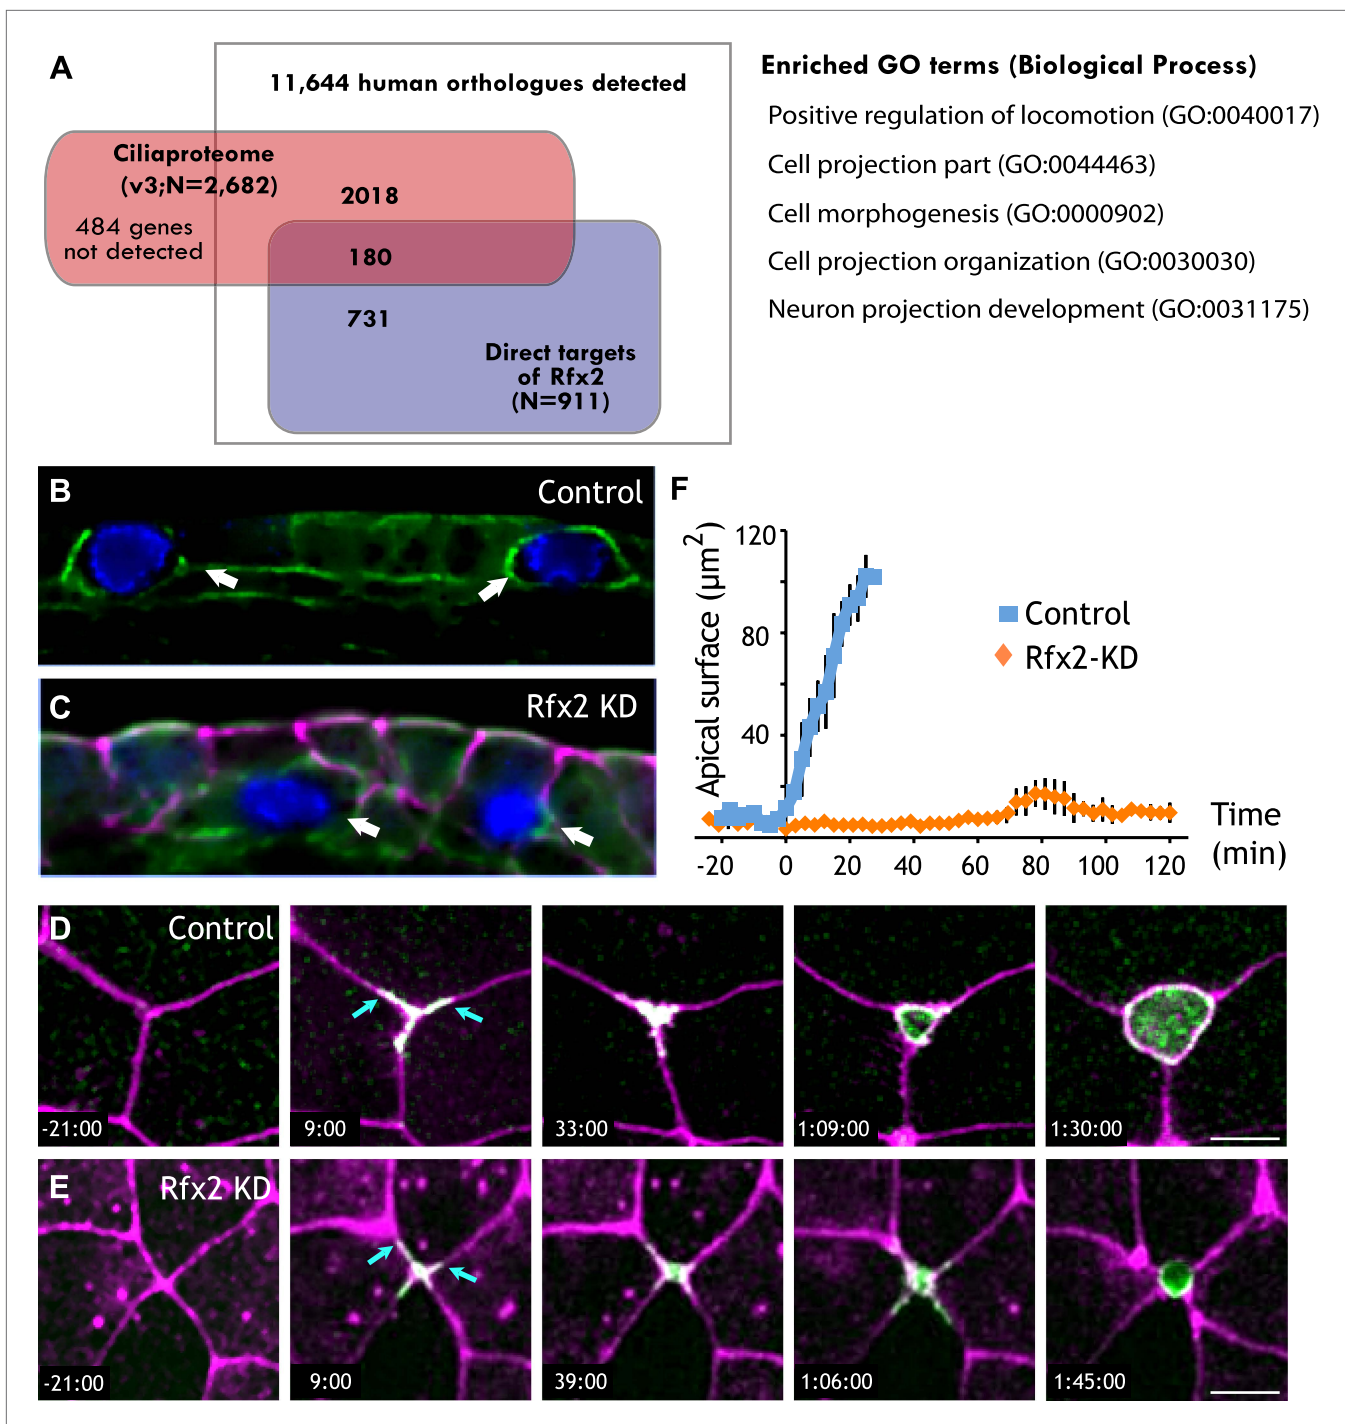 A
11,644 human orthologues detected
Ciliaproteome
(v3;N=2,682)
484 genes
not detected
2018
180
731
Direct targets
of Rfx2
(N=911)
Enriched GO terms (Biological Process)
Positive regulation of locomotion (GO:0040017)
Cell projection part (GO:0044463)
Cell morphogenesis (GO:0000902)
Cell projection organization (GO:0030030)
Neuron projection development (GO:0031175)
B
Control
C
Rfx2 KD
F
Apical surface (µm2)
120
80
40
Control
Rfx2-KD
-20 0 20 40 60 80 100 120
Time
(min)
D
Control
-21:00
9:00
33:00
1:09:00
1:30:00
E
Rfx2 KD
-21:00
9:00
39:00
1:06:00
1:45:00